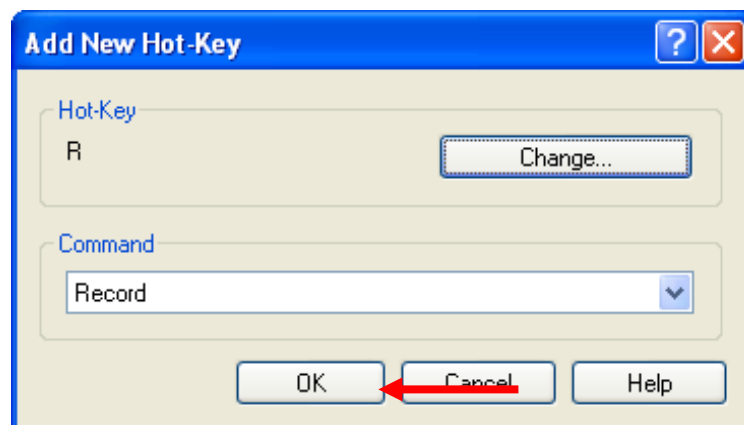 Add New Hot-Key
Hot-Key
R
Change...
Command
Record
OK Cancel Help